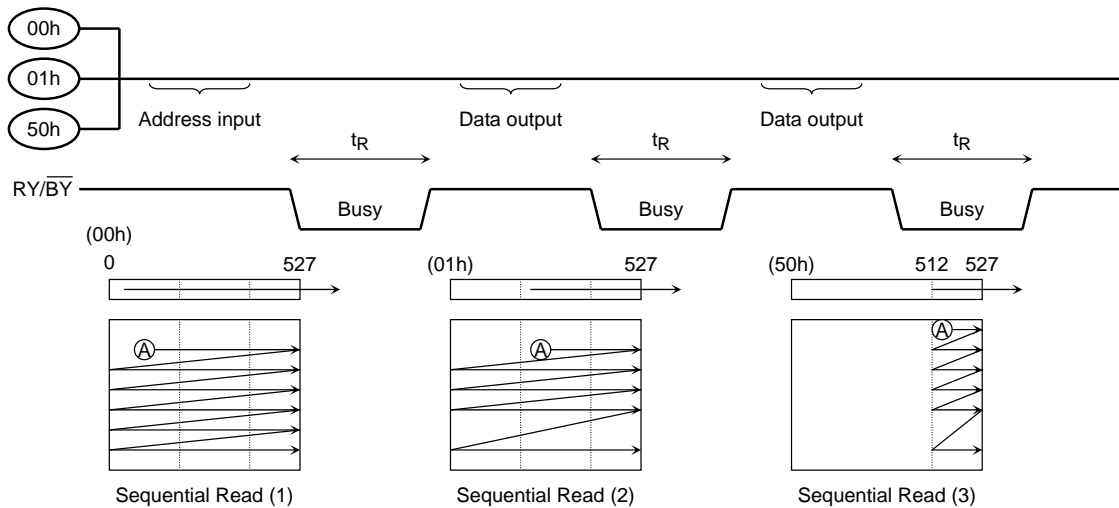 00h
01h
50h
Address input
Data output
Data output
tR
tR
tR
RY/BY
Busy
Busy
Busy
(00h)
0 527
(01h) 527
(50h) 512 527
A
A
A
Sequential Read (1)
Sequential Read (2)
Sequential Read (3)